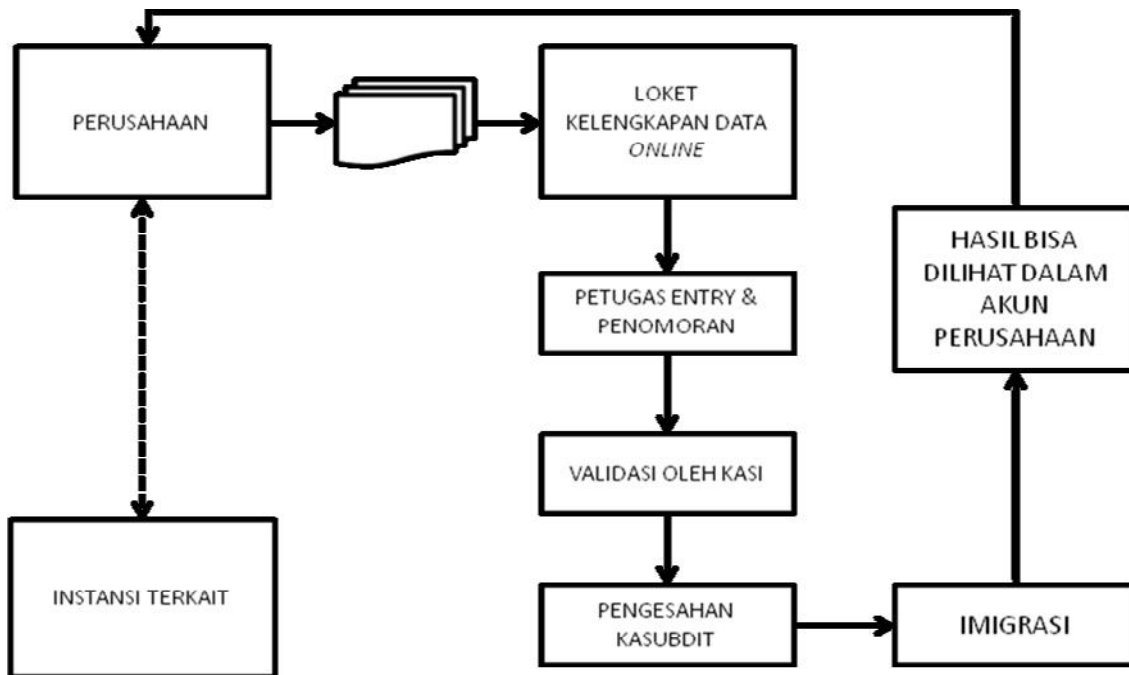 PERUSAHAAN
LOKET
KELENGKAPAN DATA
ONLINE
PETUGAS ENTRY &
PENOMORAN
VALIDASI OLEH KASI
PENGESAHAN
KASUBDIT
IMIGRASI
HASIL BISA
DILIHAT DALAM
AKUN
PERUSAHAAN
INSTANSI TERKAIT